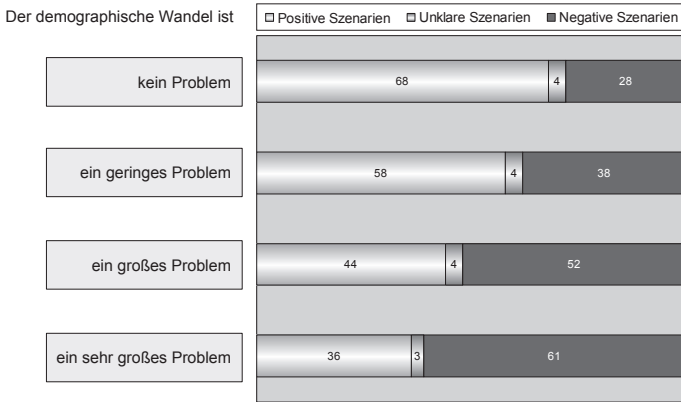 Der demographische Wandel ist
Positive Szenarien Unklare Szenarien Negative Szenarien
kein Problem 68 4 28
ein geringes Problem 58 4 38
ein großes Problem 44 4 52
ein sehr großes Problem 36 3 61